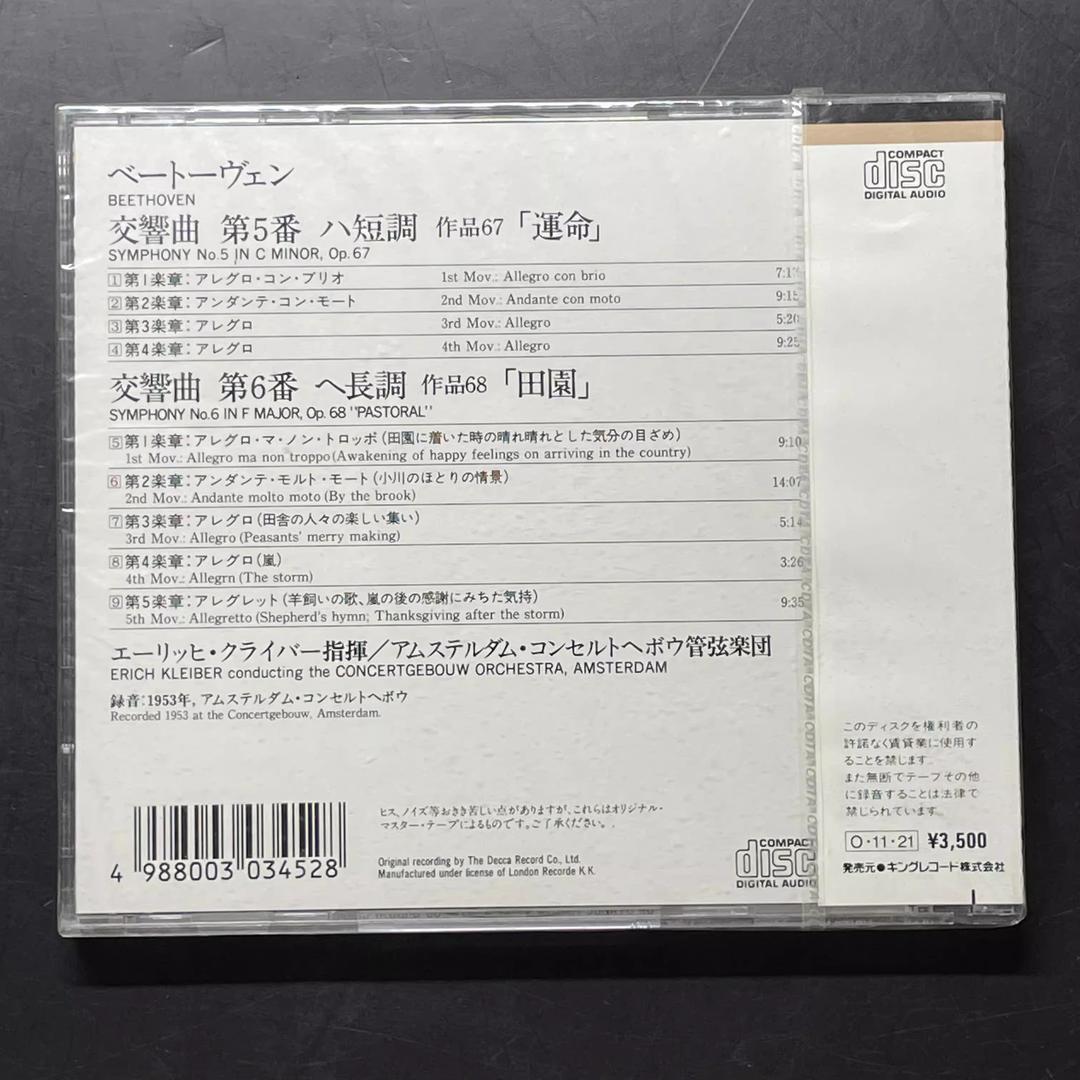 ベートーヴェン
BEETHOVEN
交響曲 第5番 ハ短調 作品67「運命」
SYMPHONY No.5 IN C MINOR, Op.67
1 第1楽章:アレグロ・コン・ブリオ 1st Mov.: Allegro con brio
2 第2楽章:アンダンテ・コン・モート 2nd Mov.: Andante con moto 9:15
3 第3楽章:アレグロ 3rd Mov.: Allegro 5:20
4 第4楽章:アレグロ 4th Mov.: Allegro 9:25
交響曲 第6番 ヘ長調 作品68「田園」
SYMPHONY No.6 IN F MAJOR, Op.68 "PASTORAL"
5 第1楽章:アレグロ・マ・ノン・トロッポ(田園に着いた時の晴れ晴れとした気分の目ざめ) 9:10
1st Mov.: Allegro ma non troppo (Awakening of happy feelings on arriving in the country)
6 第2楽章:アンダンテ・モルト・モート(小川のほとりの情景) 14:07
2nd Mov.: Andante molto moto (By the brook)
7 第3楽章:アレグロ(田舎の人々の楽しい集い) 5:14
3rd Mov.: Allegro (Peasants' merry making)
8 第4楽章:アレグロ(嵐) 3:26
4th Mov.: Allegrn (The storm)
9 第5楽章:アレグレット(羊飼いの歌、嵐の後の感謝にみちた気持) 9:35
5th Mov.: Allegretto (Shepherd's hymn; Thanksgiving after the storm)
エーリッヒ・クライバー指揮/アムステルダム・コンセルトヘボウ管弦楽団
ERICH KLEIBER conducting the CONCERTGEBOUW ORCHESTRA, AMSTERDAM
録音:1953年, アムステルダム・コンセルトヘボウ
Recorded 1953 at the Concertgebouw, Amsterdam.
ヒス、ノイズ等おきき苦しい点がありますが、これらはオリジナル・
マスター・テープによるものです。ご了承ください。
Original recording by The Decca Record Co., Ltd.
Manufactured under license of London Recorde K.K.
4 988003 034528
COMPACT
disc
DIGITAL AUDIO
COMPACT
disc
DIGITAL AUDIO
このディスクを権利者の
許諾なく賃貸業に使用す
ることを禁じます。
また無断でテープその他
に録音することは法律で
禁じられています。
O・11・21 ¥3,500
発売元●キングレコード株式会社